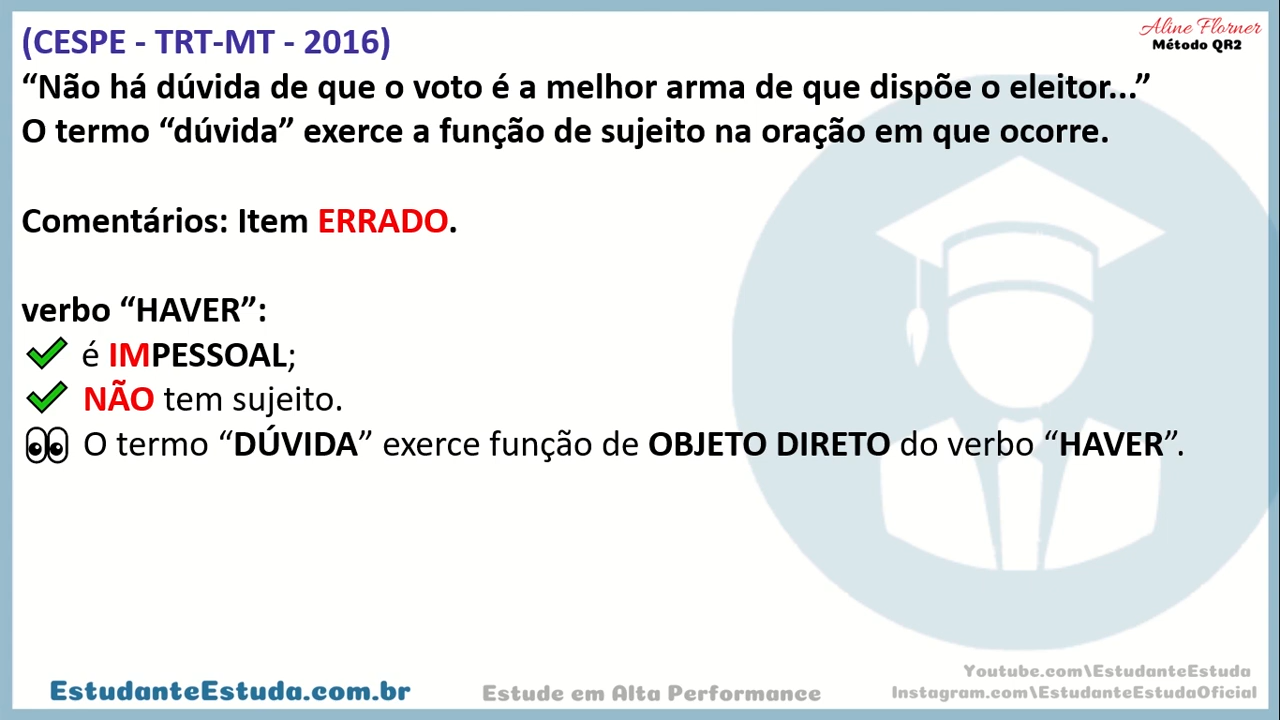 (CESPE - TRT-MT - 2016)
Aline Florner
Método QR2
“Não há dúvida de que o voto é a melhor arma de que dispõe o eleitor...”
O termo “dúvida” exerce a função de sujeito na oração em que ocorre.
Comentários: Item ERRADO.
verbo “HAVER”:
é IMPESSOAL;
NÃO tem sujeito.
O termo “DÚVIDA” exerce função de OBJETO DIRETO do verbo “HAVER”.
EstudanteEstuda.com.br
Estude em Alta Performance
Youtube.com\EstudanteEstuda
Instagram.com\EstudanteEstudaOficial